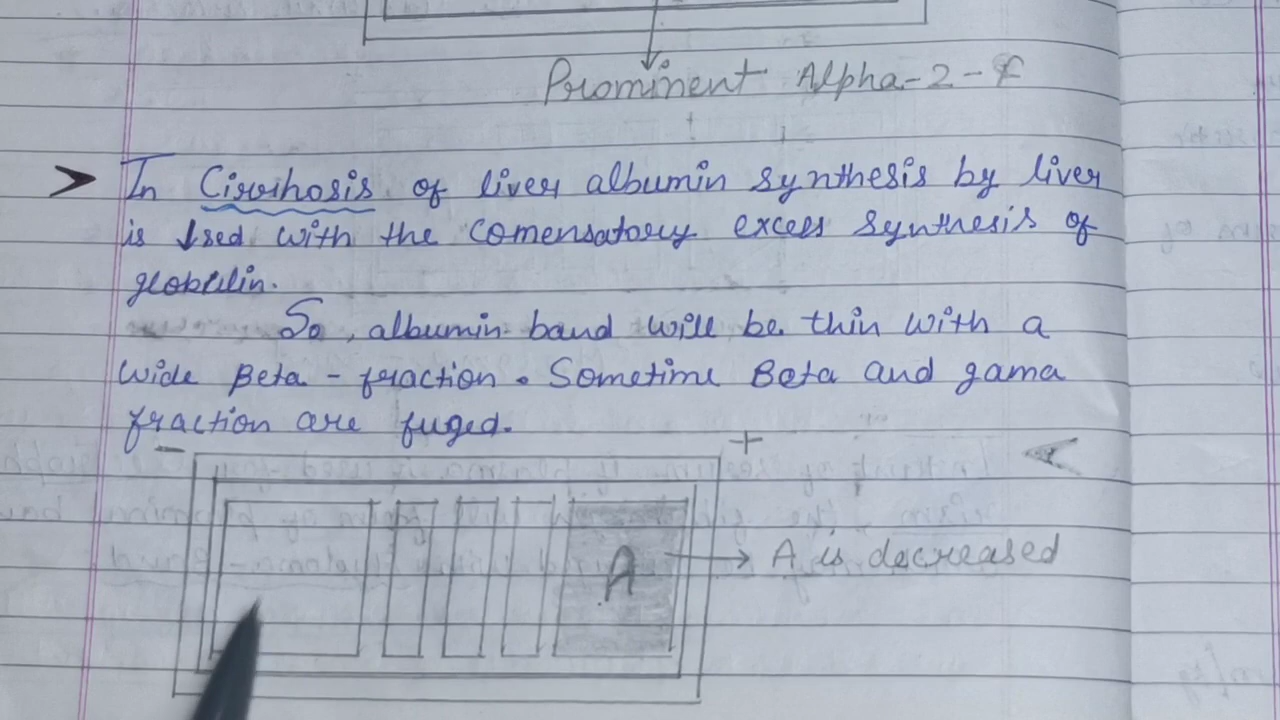 Prominent Alpha-2-F
> In Cirrhosis of liver albumin synthesis by liver
is ↓sed with the comensatory excess synthesis of
globulin.
So, albumin band will be thin with a
wide Beta-fraction. Sometime Beta and gama
fraction are fuged.
- +
A → A is decreased